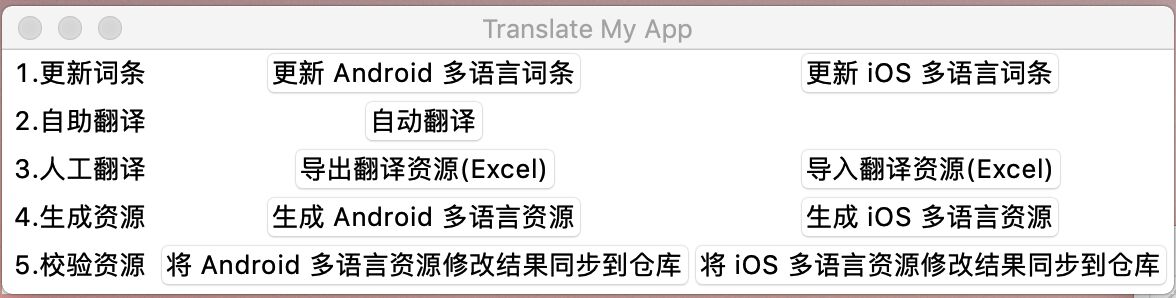 Translate My App
1.更新词条 更新 Android 多语言词条 更新 iOS 多语言词条
2.自助翻译 自动翻译
3.人工翻译 导出翻译资源(Excel) 导入翻译资源(Excel)
4.生成资源 生成 Android 多语言资源 生成 iOS 多语言资源
5.校验资源 将 Android 多语言资源修改结果同步到仓库 将 iOS 多语言资源修改结果同步到仓库